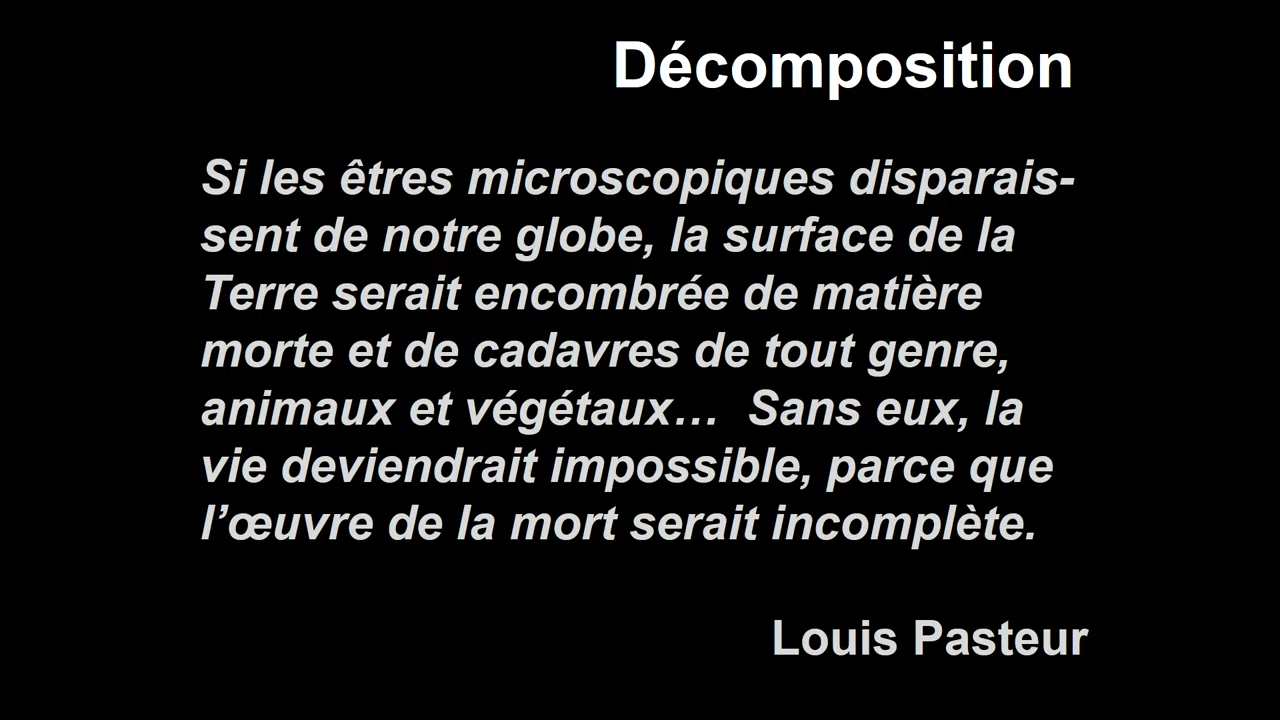 Décomposition
Si les êtres microscopiques disparais-
sent de notre globe, la surface de la
Terre serait encombrée de matière
morte et de cadavres de tout genre,
animaux et végétaux…  Sans eux, la
vie deviendrait impossible, parce que
l’œuvre de la mort serait incomplète.
Louis Pasteur